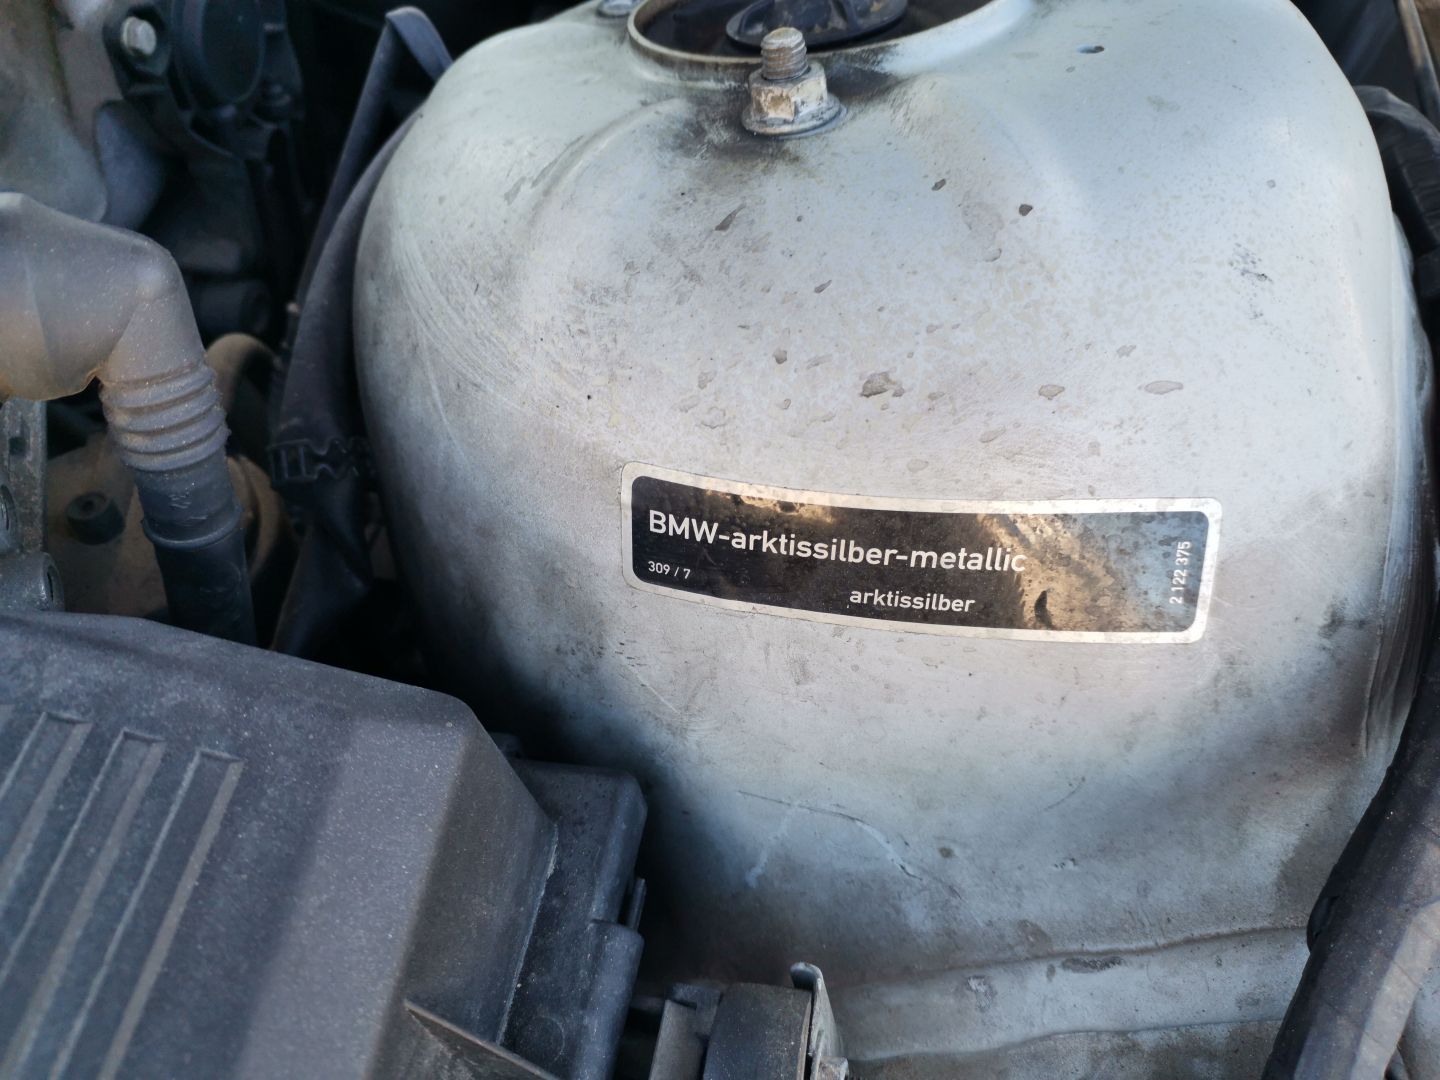 BMW-arktissilber-metallic
309 / 7
arktissilber
2 122 375